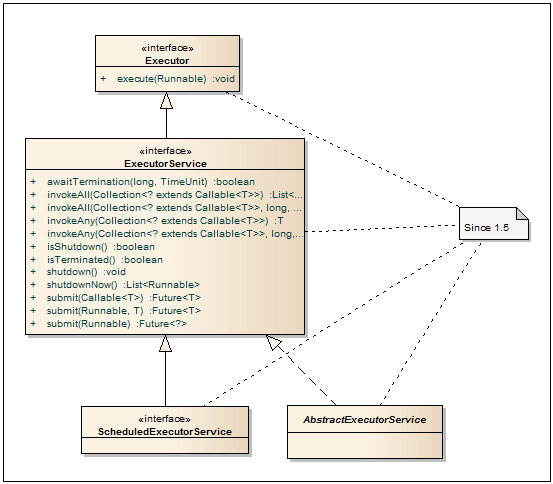 «interface»
Executor
+ execute(Runnable) :void
«interface»
ExecutorService
+ awaitTermination(long, TimeUnit) :boolean
+ invokeAll(Collection<? extends Callable<T>>) :List<...
+ invokeAll(Collection<? extends Callable<T>>, long, ...
+ invokeAny(Collection<? extends Callable<T>>) :T
+ invokeAny(Collection<? extends Callable<T>>, long,...
+ isShutdown() :boolean
+ isTerminated() :boolean
+ shutdown() :void
+ shutdownNow() :List<Runnable>
+ submit(Callable<T>) :Future<T>
+ submit(Runnable, T) :Future<T>
+ submit(Runnable) :Future<?>
Since 1.5
«interface»
ScheduledExecutorService
AbstractExecutorService